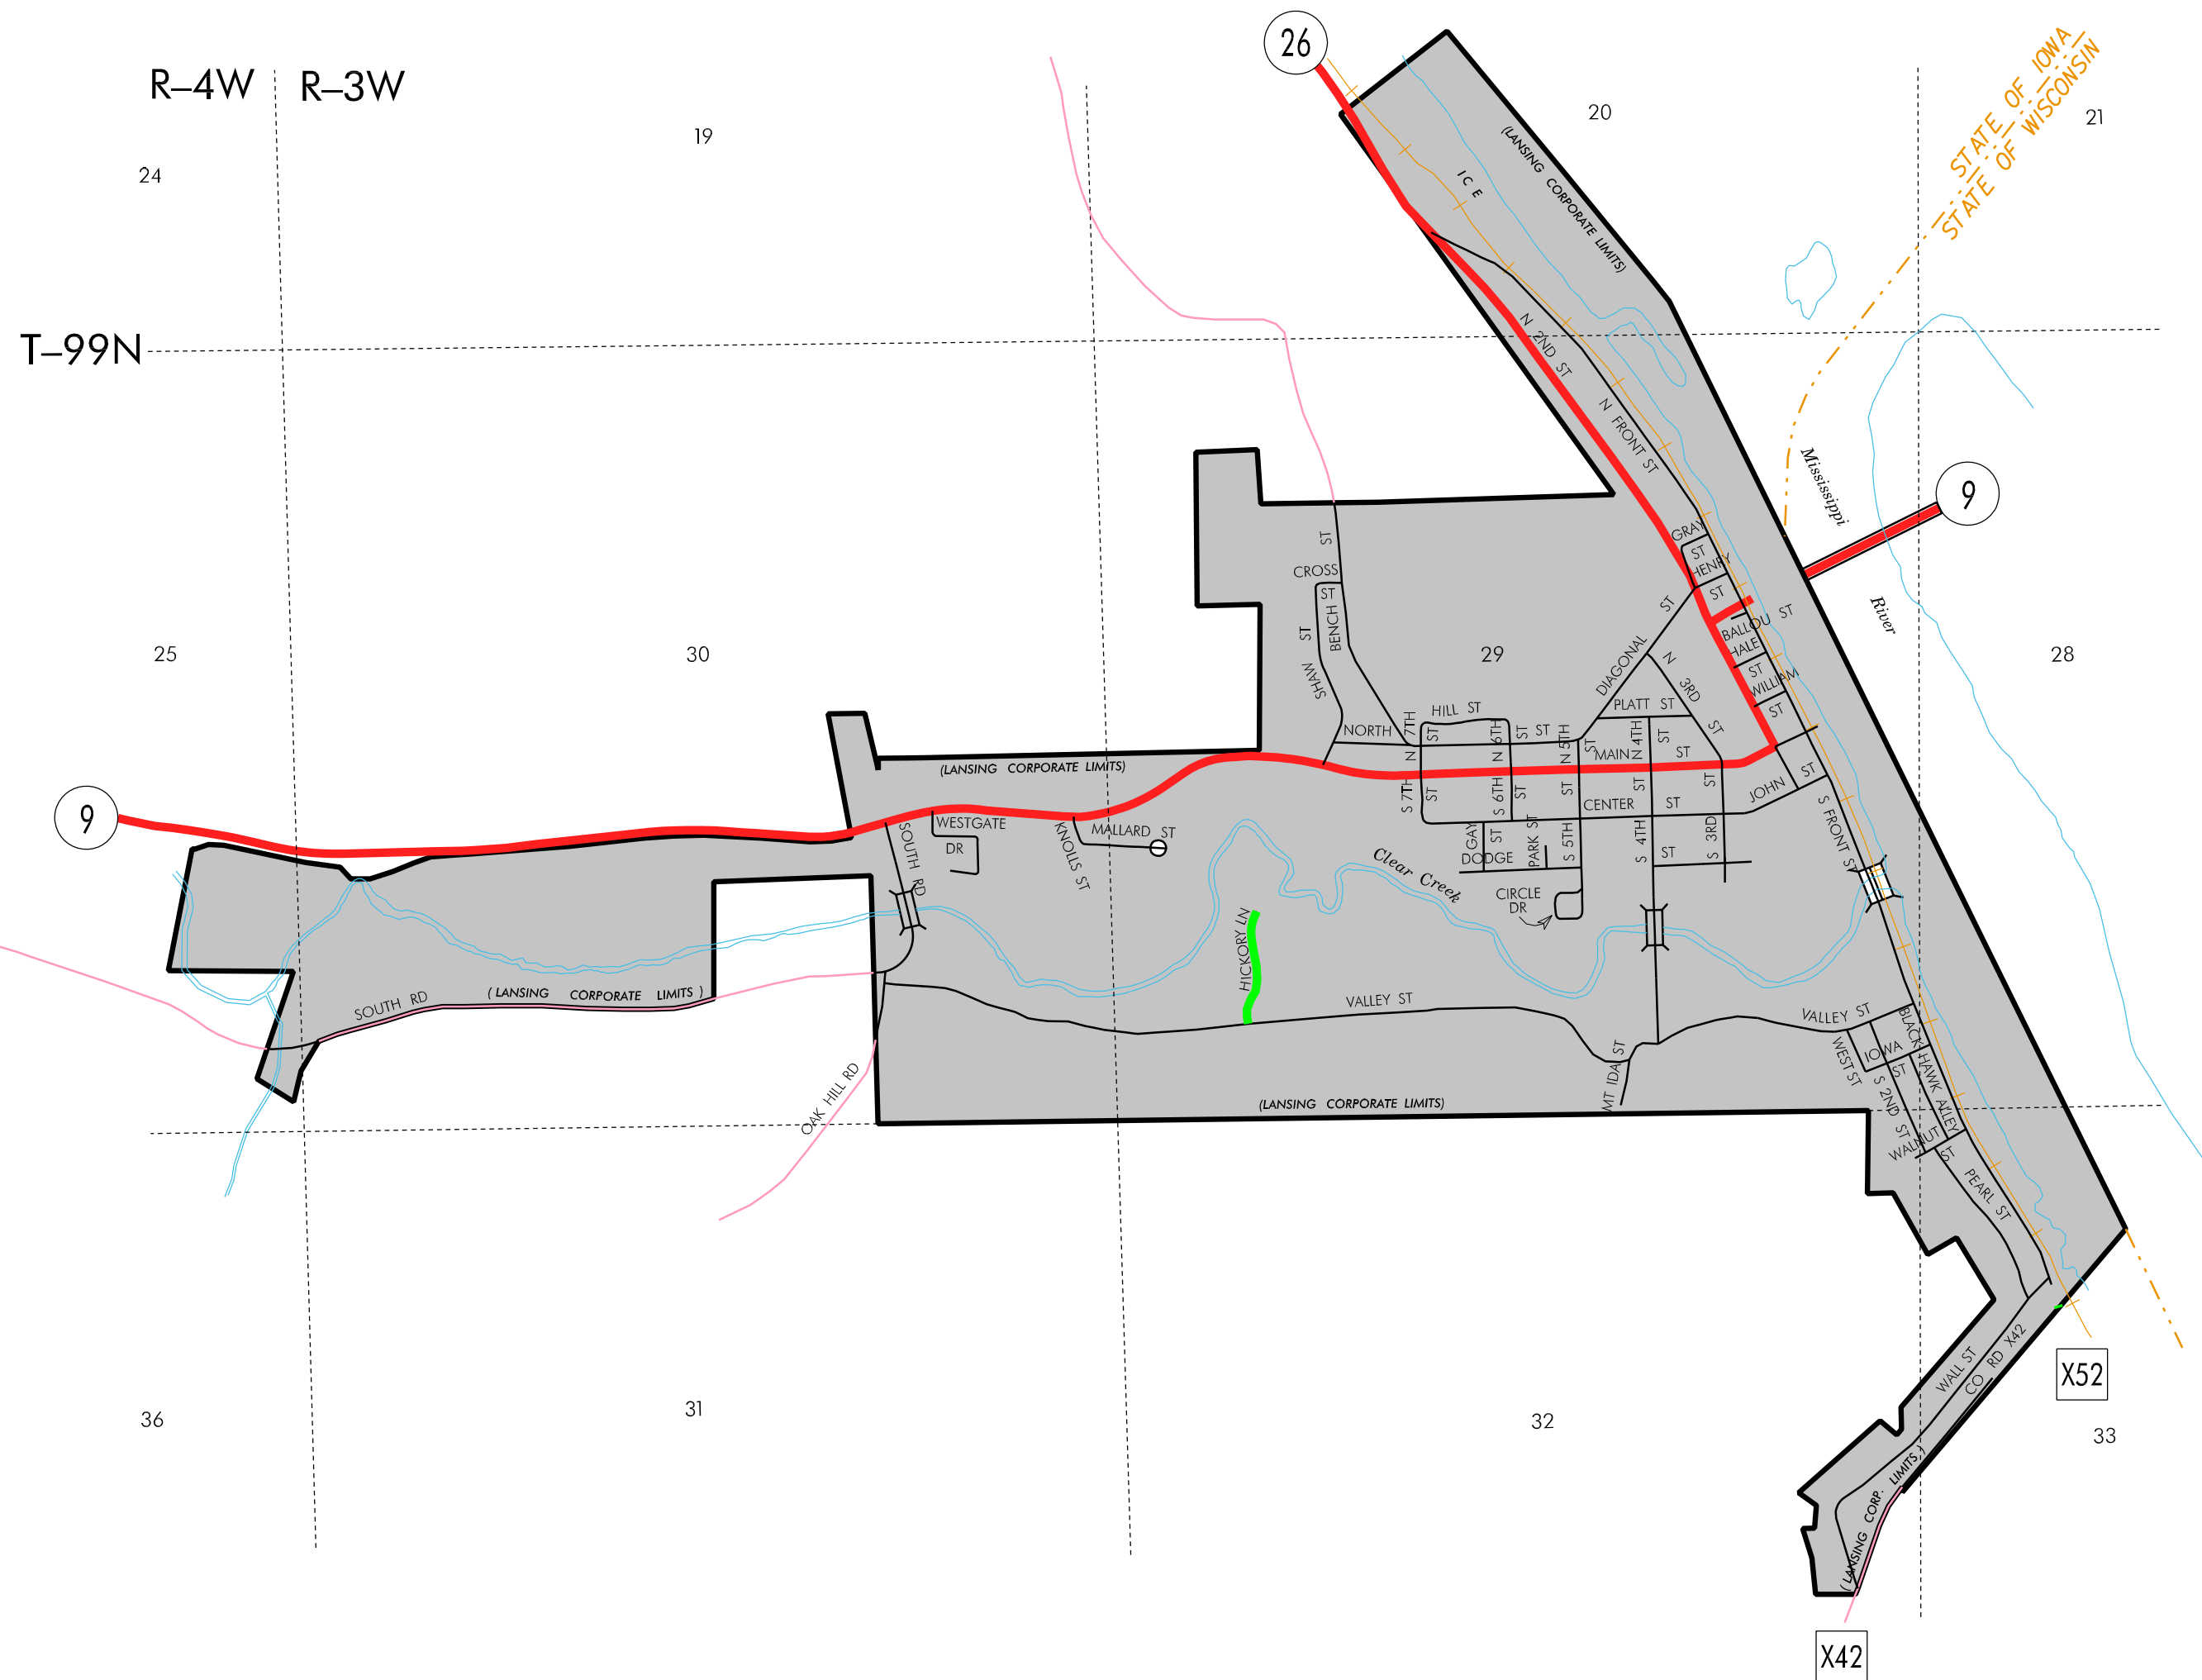 26
R–4W R–3W
STATE OF IOWA
STATE OF WISCONSIN
20
21
19
24
(LANSING CORPORATE LIMITS)
ICE
T–99N
N 2ND ST
N FRONT ST
Mississippi
9
River
GRAY ST
HENRY ST
BALLOU ST
HALE ST
WILLIAM ST
CROSS ST
BENCH ST
SHAW ST
DIAGONAL ST
N 3RD ST
25
30
29
28
PLATT ST
HILL ST
NORTH ST
N 7TH ST
N 6TH ST
N 5TH ST
N 4TH ST
MAIN ST
(LANSING CORPORATE LIMITS)
9
S 7TH ST
S 6TH ST
JOHN ST
CENTER ST
S FRONT ST
WESTGATE DR
SOUTH RD
KNOLLS ST
MALLARD ST
GAY ST
PARK ST
S 5TH ST
S 4TH ST
S 3RD ST
DODGE ST
Clear Creek
CIRCLE DR
HICKORY LN
SOUTH RD
(LANSING CORPORATE LIMITS)
VALLEY ST
VALLEY ST
BLACK HAWK ALLEY
IOWA ST
WEST ST
S 2ND ST
MT IDA ST
OAK HILL RD
(LANSING CORPORATE LIMITS)
WALNUT ST
PEARL ST
WALL ST
CO RD X42
X52
36
31
32
33
(LANSING CORP. LIMITS)
X42